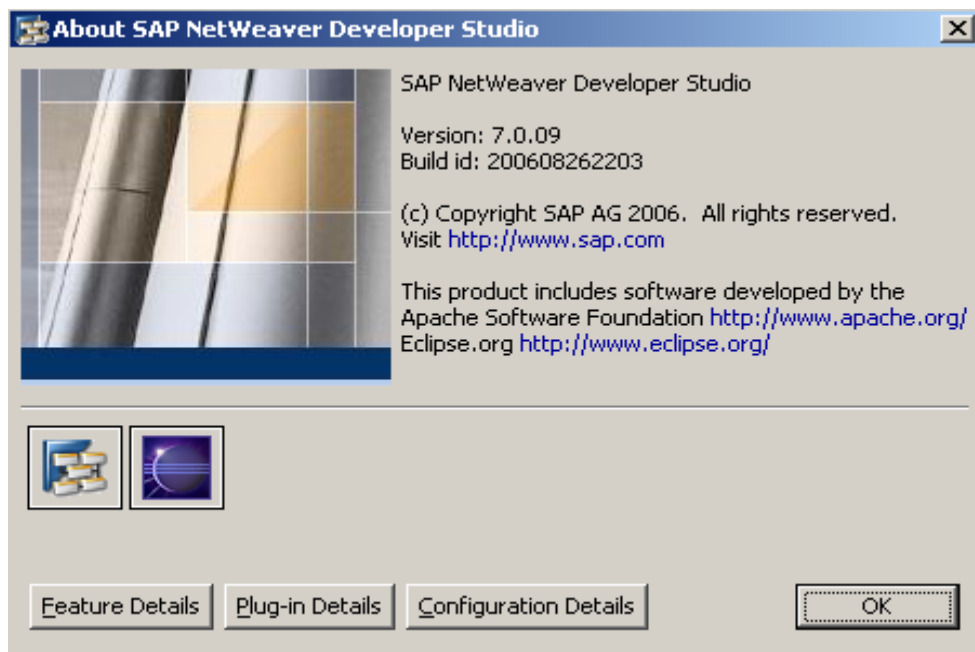 About SAP NetWeaver Developer Studio
SAP NetWeaver Developer Studio
Version: 7.0.09
Build id: 200608262203
(c) Copyright SAP AG 2006.  All rights reserved.
Visit http://www.sap.com
This product includes software developed by the
Apache Software Foundation http://www.apache.org/
Eclipse.org http://www.eclipse.org/
Feature Details
Plug-in Details
Configuration Details
OK